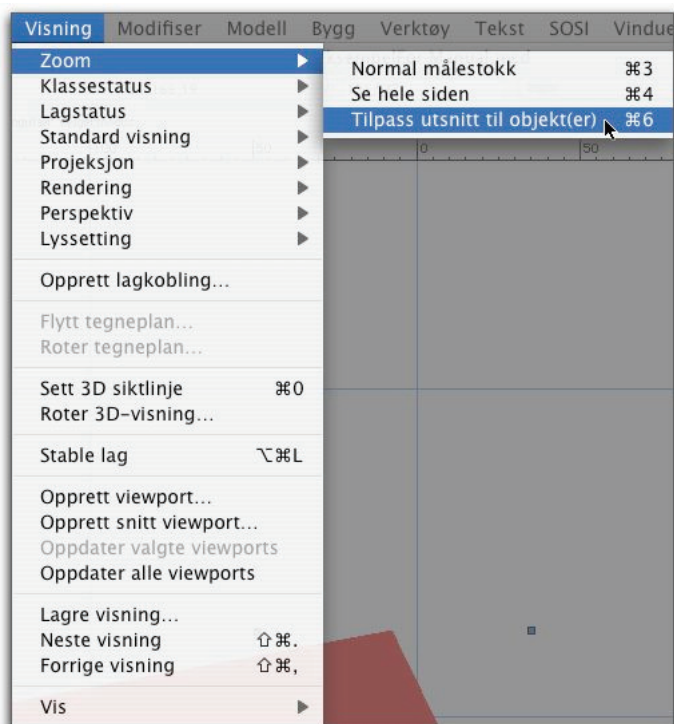 Visning Modifiser Modell Bygg Verktøy Tekst SOSI Vindue
Zoom
Klassestatus
Lagstatus
Standard visning
Projeksjon
Rendering
Perspektiv
Lyssetting
Opprett lagkobling...
Flytt tegneplan...
Roter tegneplan...
Sett 3D siktlinje ⌘0
Roter 3D-visning...
Stable lag ⌥⌘L
Opprett viewport...
Opprett snitt viewport...
Oppdater valgte viewports
Oppdater alle viewports
Lagre visning...
Neste visning ⇧⌘.
Forrige visning ⇧⌘,
Vis
Normal målestokk ⌘3
Se hele siden ⌘4
Tilpass utsnitt til objekt(er) ⌘6
0 50